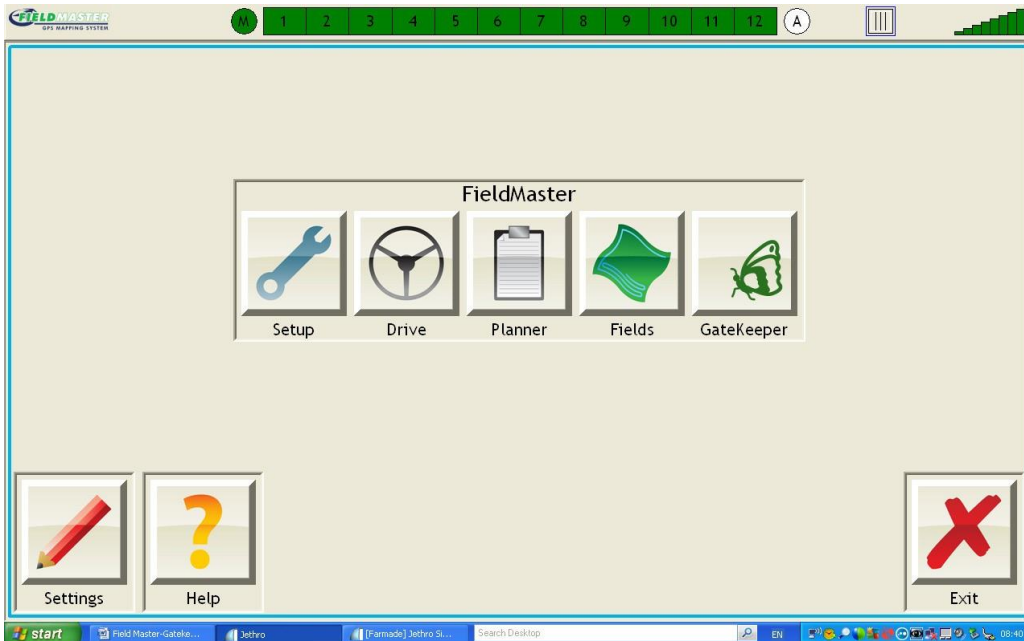 FIELDMASTER
GPS MAPPING SYSTEM
M 1 2 3 4 5 6 7 8 9 10 11 12 A
FieldMaster
Setup Drive Planner Fields GateKeeper
Settings Help Exit
start Field Master-Gateke... Jethro [Farmade] Jethro Si... Search Desktop EN 08:40